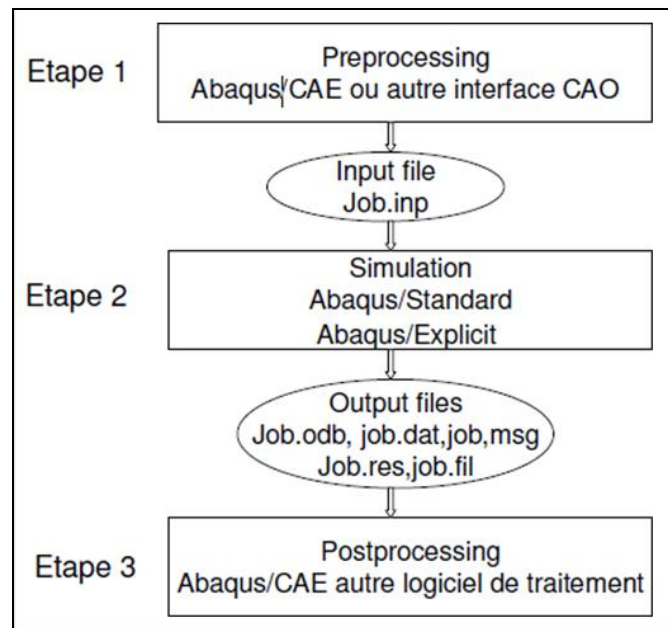 Etape 1
Preprocessing
Abaqus/CAE ou autre interface CAO
Input file
Job.inp
Etape 2
Simulation
Abaqus/Standard
Abaqus/Explicit
Output files
Job.odb, job.dat,job,msg
Job.res,job.fil
Etape 3
Postprocessing
Abaqus/CAE autre logiciel de traitement